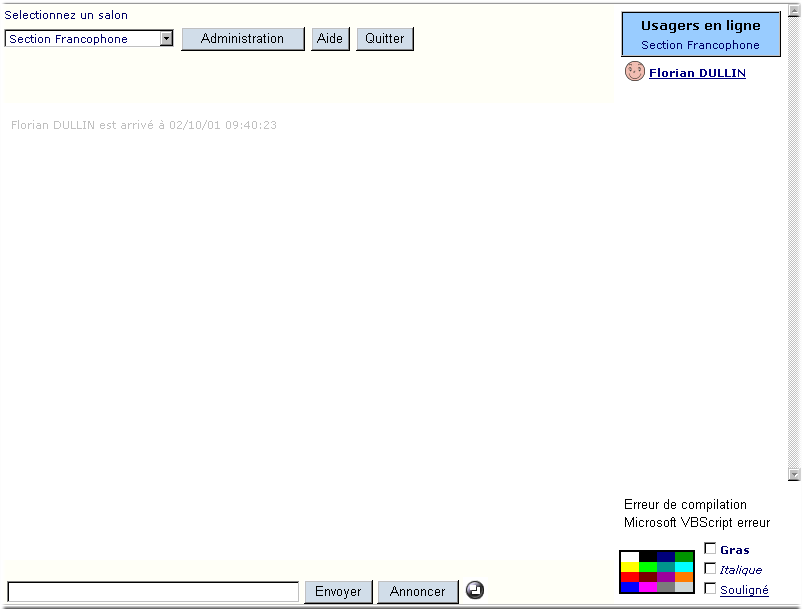 Selectionnez un salon
Section Francophone
Administration
Aide
Quitter
Usagers en ligne
Section Francophone
Florian DULLIN
Florian DULLIN est arrivé à 02/10/01 09:40:23
Erreur de compilation
Microsoft VBScript erreur
Gras
Italique
Souligné
Envoyer
Annoncer